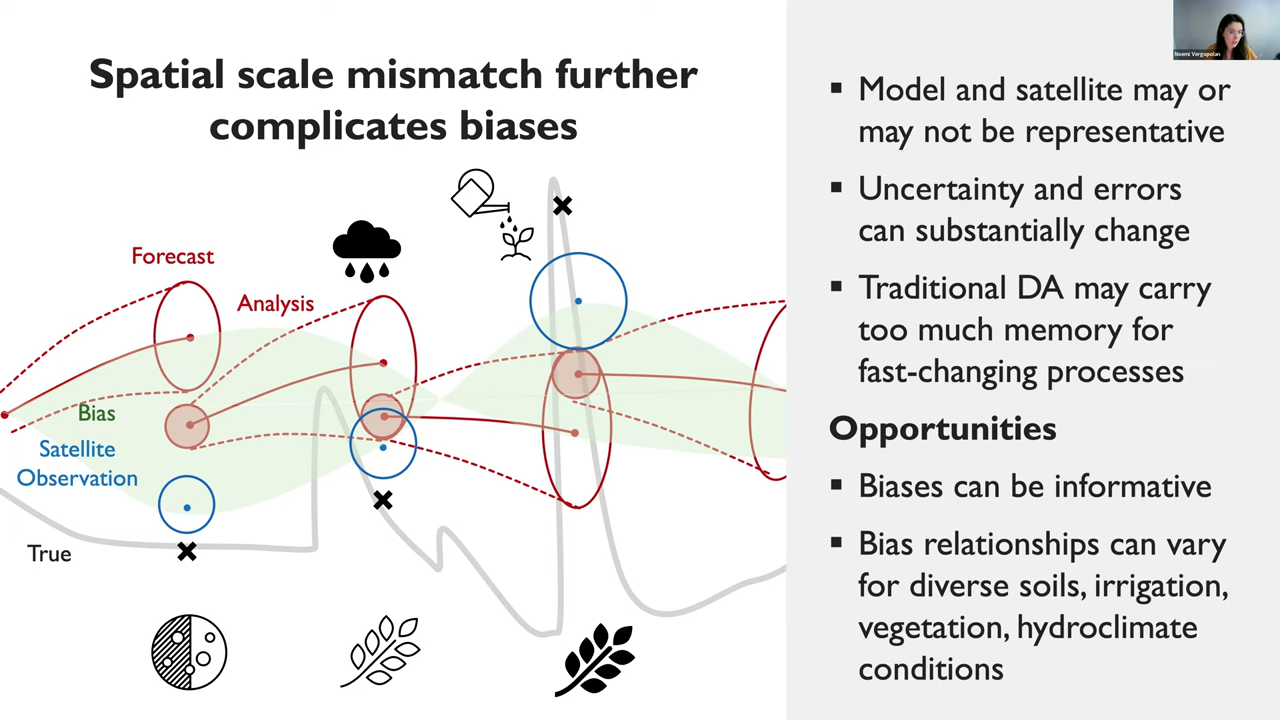 Spatial scale mismatch further
complicates biases
Forecast
Analysis
Bias
Satellite
Observation
True
Noemi Vergopolan
▪ Model and satellite may or
may not be representative
▪ Uncertainty and errors
can substantially change
▪ Traditional DA may carry
too much memory for
fast-changing processes
Opportunities
▪ Biases can be informative
▪ Bias relationships can vary
for diverse soils, irrigation,
vegetation, hydroclimate
conditions